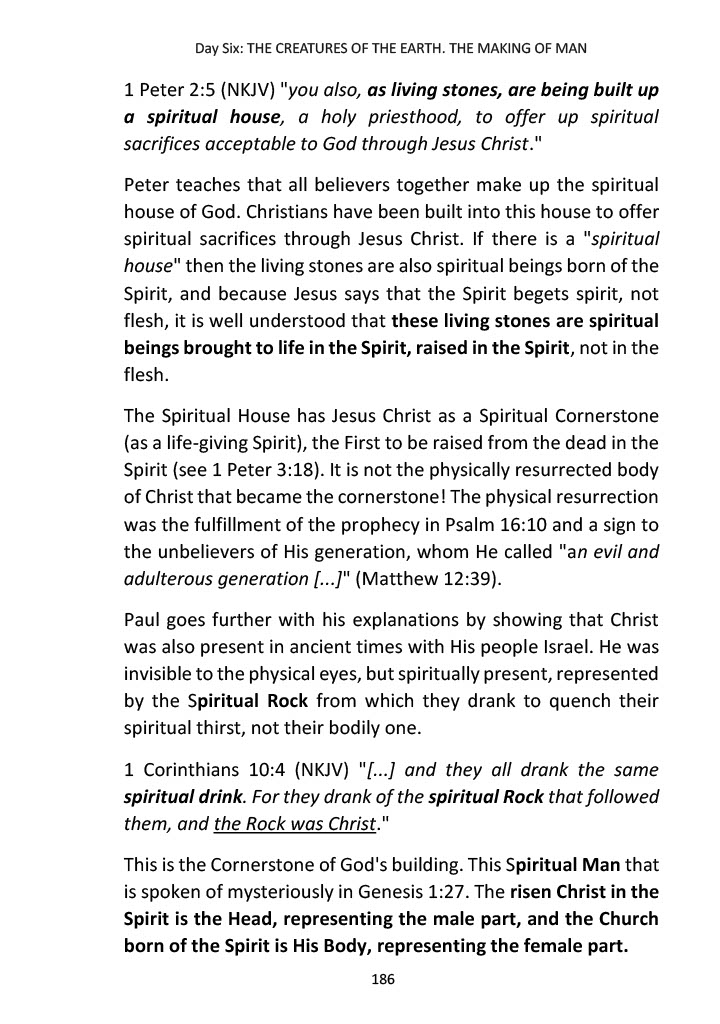 Day Six: THE CREATURES OF THE EARTH. THE MAKING OF MAN
1 Peter 2:5 (NKJV) "you also, as living stones, are being built up
a spiritual house, a holy priesthood, to offer up spiritual
sacrifices acceptable to God through Jesus Christ."
Peter teaches that all believers together make up the spiritual
house of God. Christians have been built into this house to offer
spiritual sacrifices through Jesus Christ. If there is a "spiritual
house" then the living stones are also spiritual beings born of the
Spirit, and because Jesus says that the Spirit begets spirit, not
flesh, it is well understood that these living stones are spiritual
beings brought to life in the Spirit, raised in the Spirit, not in the
flesh.
The Spiritual House has Jesus Christ as a Spiritual Cornerstone
(as a life-giving Spirit), the First to be raised from the dead in the
Spirit (see 1 Peter 3:18). It is not the physically resurrected body
of Christ that became the cornerstone! The physical resurrection
was the fulfillment of the prophecy in Psalm 16:10 and a sign to
the unbelievers of His generation, whom He called "an evil and
adulterous generation [...]" (Matthew 12:39).
Paul goes further with his explanations by showing that Christ
was also present in ancient times with His people Israel. He was
invisible to the physical eyes, but spiritually present, represented
by the Spiritual Rock from which they drank to quench their
spiritual thirst, not their bodily one.
1 Corinthians 10:4 (NKJV) "[...] and they all drank the same
spiritual drink. For they drank of the spiritual Rock that followed
them, and the Rock was Christ."
This is the Cornerstone of God's building. This Spiritual Man that
is spoken of mysteriously in Genesis 1:27. The risen Christ in the
Spirit is the Head, representing the male part, and the Church
born of the Spirit is His Body, representing the female part.
186